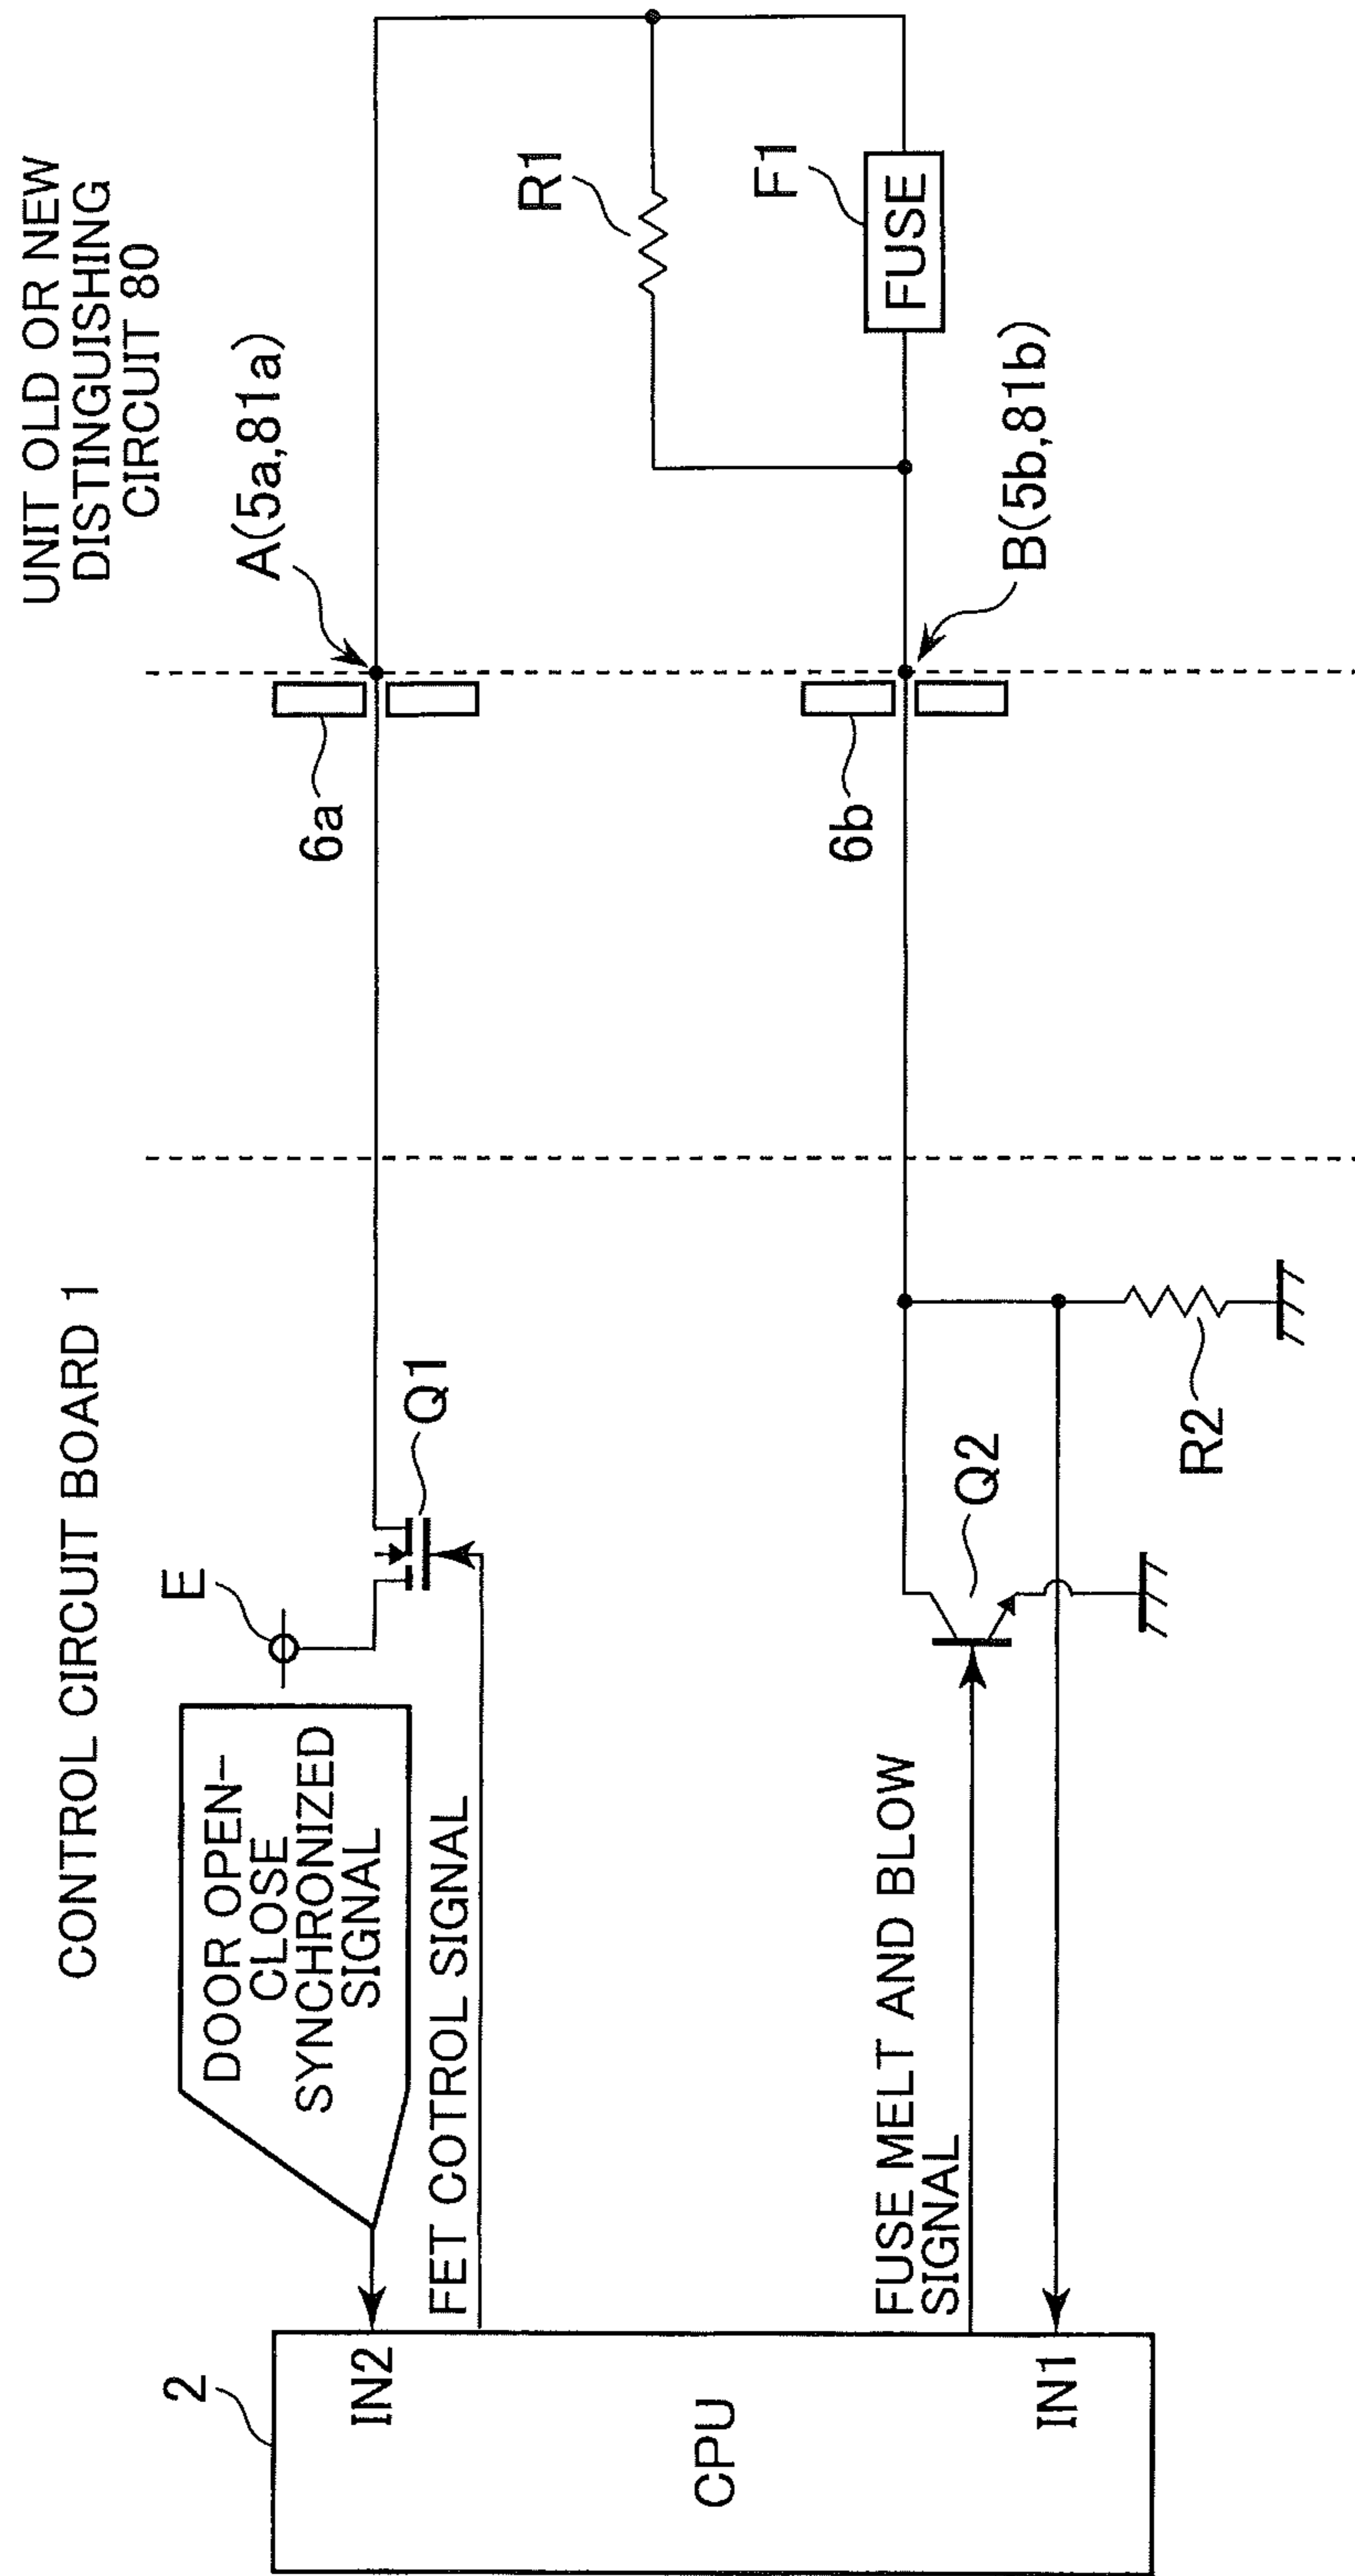 CONTROL CIRCUIT BOARD 1
UNIT OLD OR NEW
DISTINGUISHING
CIRCUIT 80
DOOR OPEN-
CLOSE
SYNCHRONIZED
SIGNAL
E
Q1
6a
A(5a,81a)
2
IN2
FET COTROL SIGNAL
R1
CPU
F1
FUSE
FUSE MELT AND BLOW
SIGNAL
Q2
6b
B(5b,81b)
IN1
R2